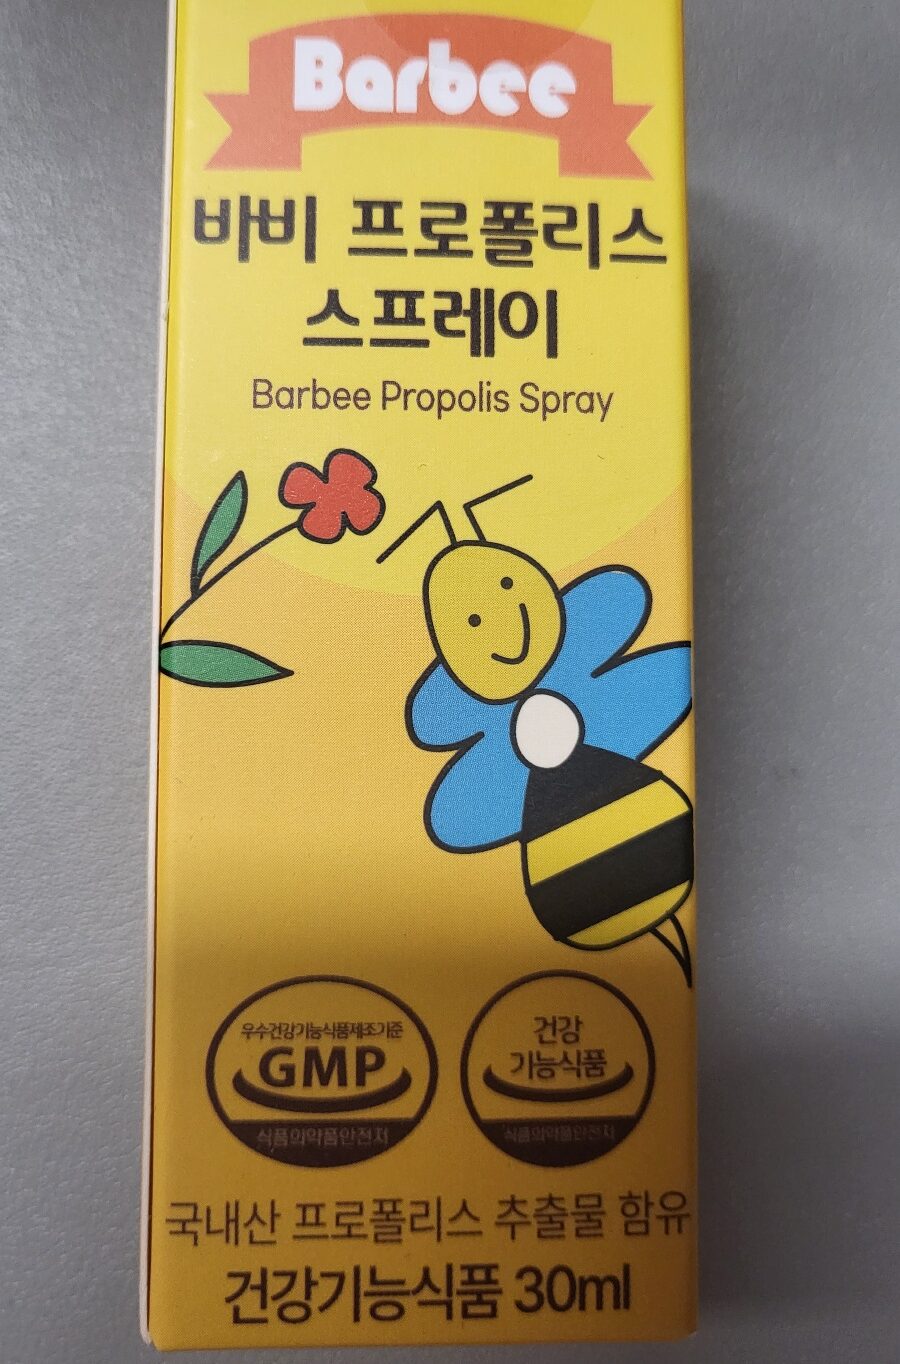 Barbee
바비 프로폴리스
스프레이
Barbee Propolis Spray
우수건강기능식품제조기준
GMP
식품의약품안전처
건강
기능식품
식품의약품안전처
국내산 프로폴리스 추출물 함유
건강기능식품 30ml